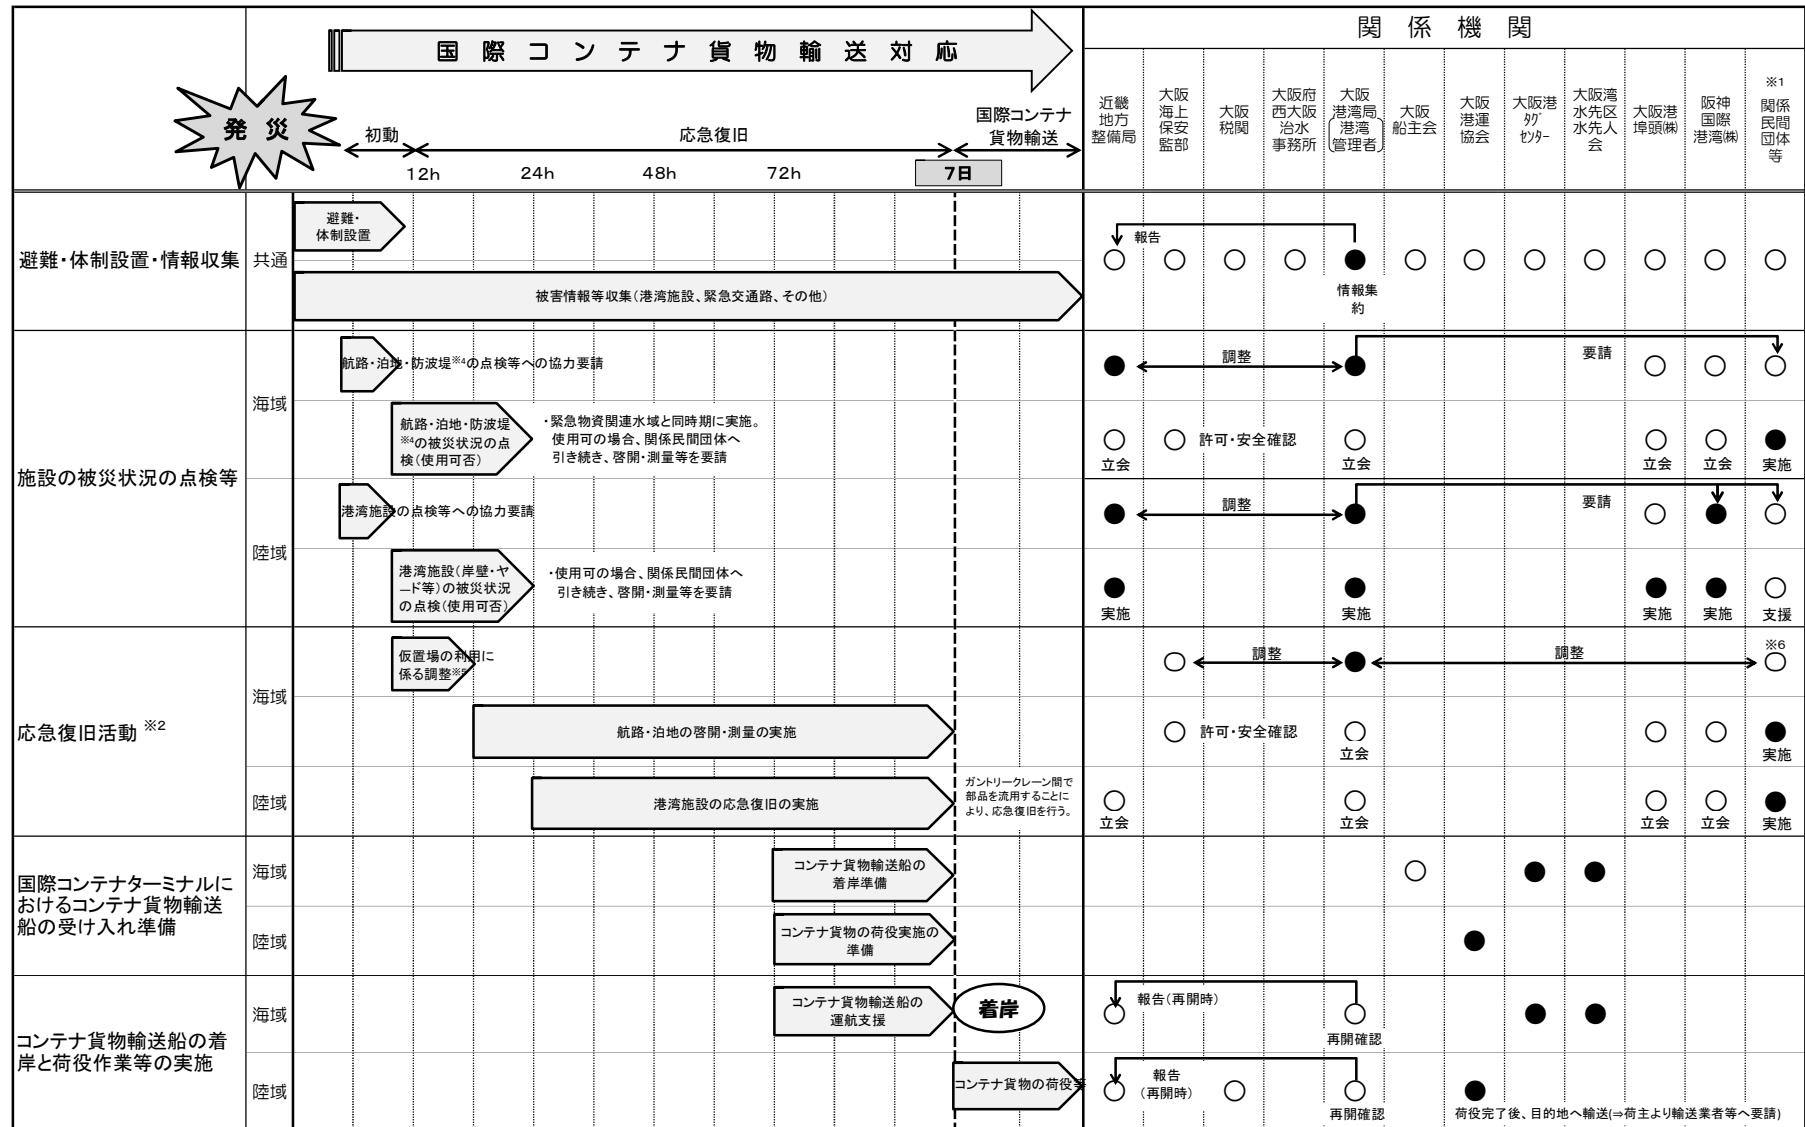 国際コンテナ貨物輸送対応
関係機関
発災
初動
応急復旧
国際コンテナ
貨物輸送
12h
24h
48h
72h
7日
近畿
地方
整備局
大阪
海上
保安
監部
大阪
税関
大阪府
西大阪
治水
事務所
大阪
港湾局
港湾
管理者
大阪
船主会
大阪
港運
協会
大阪港
タグ
センター
大阪湾
水先区
水先人
会
大阪港
埠頭㈱
阪神
国際
港湾㈱
※1
関係
民間
団体
等
避難・体制設置・情報収集
共通
避難・
体制設置
被害情報等収集(港湾施設、緊急交通路、その他)
報告
情報集
約
施設の被災状況の点検等
海域
航路・泊地・防波堤※4の点検等への協力要請
調整
要請
航路・泊地・防波堤
※4の被災状況の点
検(使用可否)
・緊急物資関連水域と同時期に実施。
使用可の場合、関係民間団体へ
引き続き、啓開・測量等を要請
立会
許可・安全確認
立会
立会
立会
実施
陸域
港湾施設の点検等への協力要請
調整
要請
港湾施設(岸壁・ヤ
ード等)の被災状況
の点検(使用可否)
・使用可の場合、関係民間団体へ
引き続き、啓開・測量等を要請
実施
実施
実施
実施
支援
応急復旧活動 ※2
海域
仮置場の利用に
係る調整
調整
調整
※6
航路・泊地の啓開・測量の実施
許可・安全確認
立会
実施
陸域
港湾施設の応急復旧の実施
ガントリークレーン間で
部品を流用することに
より、応急復旧を行う。
立会
立会
立会
立会
実施
国際コンテナターミナルに
おけるコンテナ貨物輸送
船の受け入れ準備
海域
コンテナ貨物輸送船の
着岸準備
陸域
コンテナ貨物の荷役実施の
準備
コンテナ貨物輸送船の着
岸と荷役作業等の実施
海域
コンテナ貨物輸送船の
運航支援
着岸
報告(再開時)
再開確認
陸域
コンテナ貨物の荷役等
報告
(再開時)
再開確認
荷役完了後、目的地へ輸送(⇒荷主より輸送業者等へ要請)